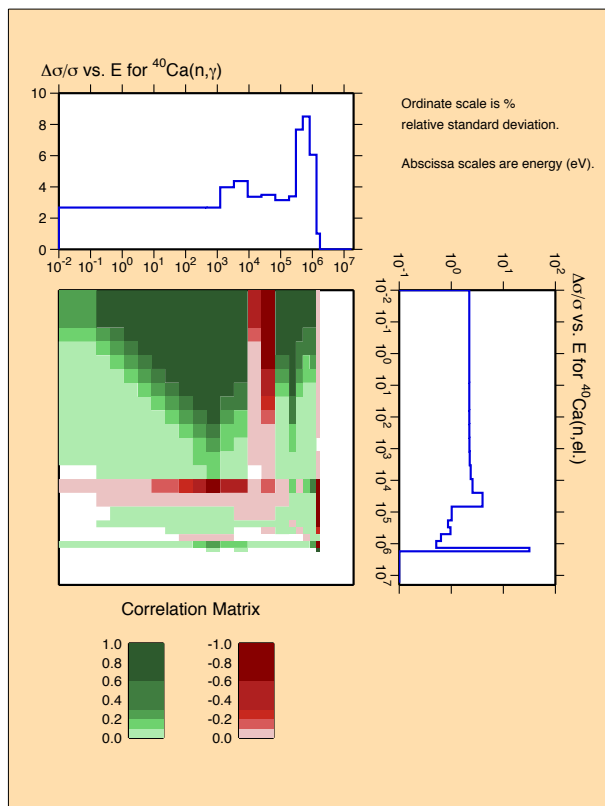 Δσ/σ vs. E for ⁴⁰Ca(n,γ)
10
8
6
4
2
0
10⁻² 10⁻¹ 10⁰ 10¹ 10² 10³ 10⁴ 10⁵ 10⁶ 10⁷
Ordinate scale is %
relative standard deviation.
Abscissa scales are energy (eV).
10⁻¹ 10⁰ 10¹ 10²
Δσ/σ vs. E for ⁴⁰Ca(n,el.)
10⁻² 10⁻¹ 10⁰ 10¹ 10² 10³ 10⁴ 10⁵ 10⁶ 10⁷
Correlation Matrix
1.0 -1.0
0.8 -0.8
0.6 -0.6
0.4 -0.4
0.2 -0.2
0.0 0.0